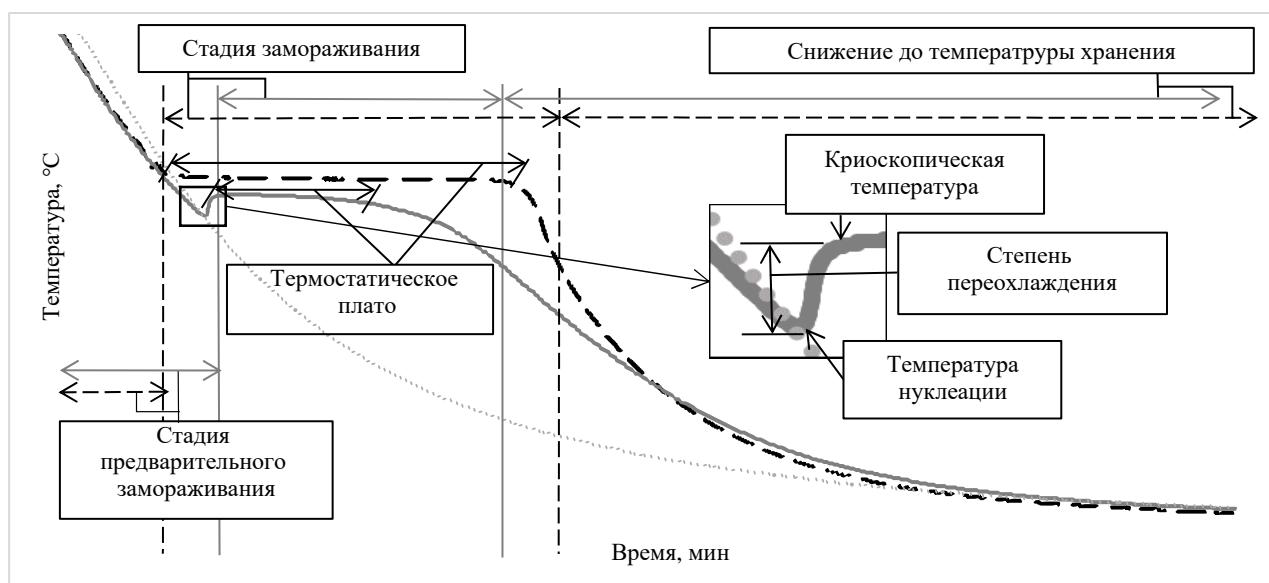 Стадия замораживания
Снижение до температруры хранения
Температура, °С
Криоскопическая
температура
Степень
переохлаждения
Термостатическое
плато
Температура
нуклеации
Стадия
предварительного
замораживания
Время, мин